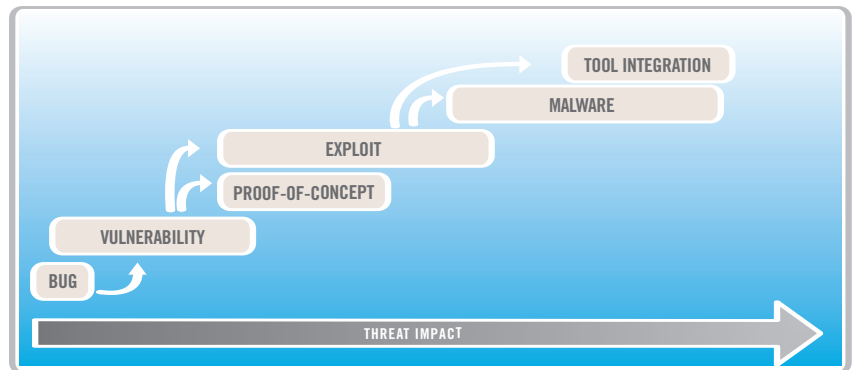 TOOL INTEGRATION
MALWARE
EXPLOIT
PROOF-OF-CONCEPT
VULNERABILITY
BUG
THREAT IMPACT